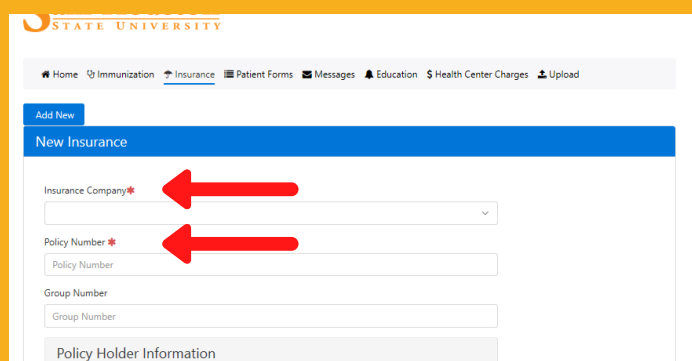 STATE UNIVERSITY
Home Immunization Insurance Patient Forms Messages Education $ Health Center Charges Upload
Add New
New Insurance
Insurance Company*
Policy Number *
Policy Number
Group Number
Group Number
Policy Holder Information